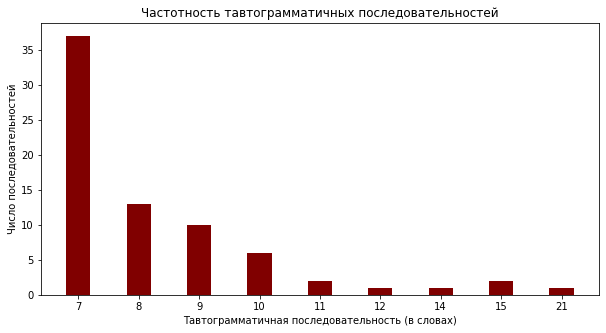 Частотность тавтограмматичных последовательностей
Число последовательностей
35
30
25
20
15
10
5
0
7 8 9 10 11 12 14 15 21
Тавтограмматичная последовательность (в словах)